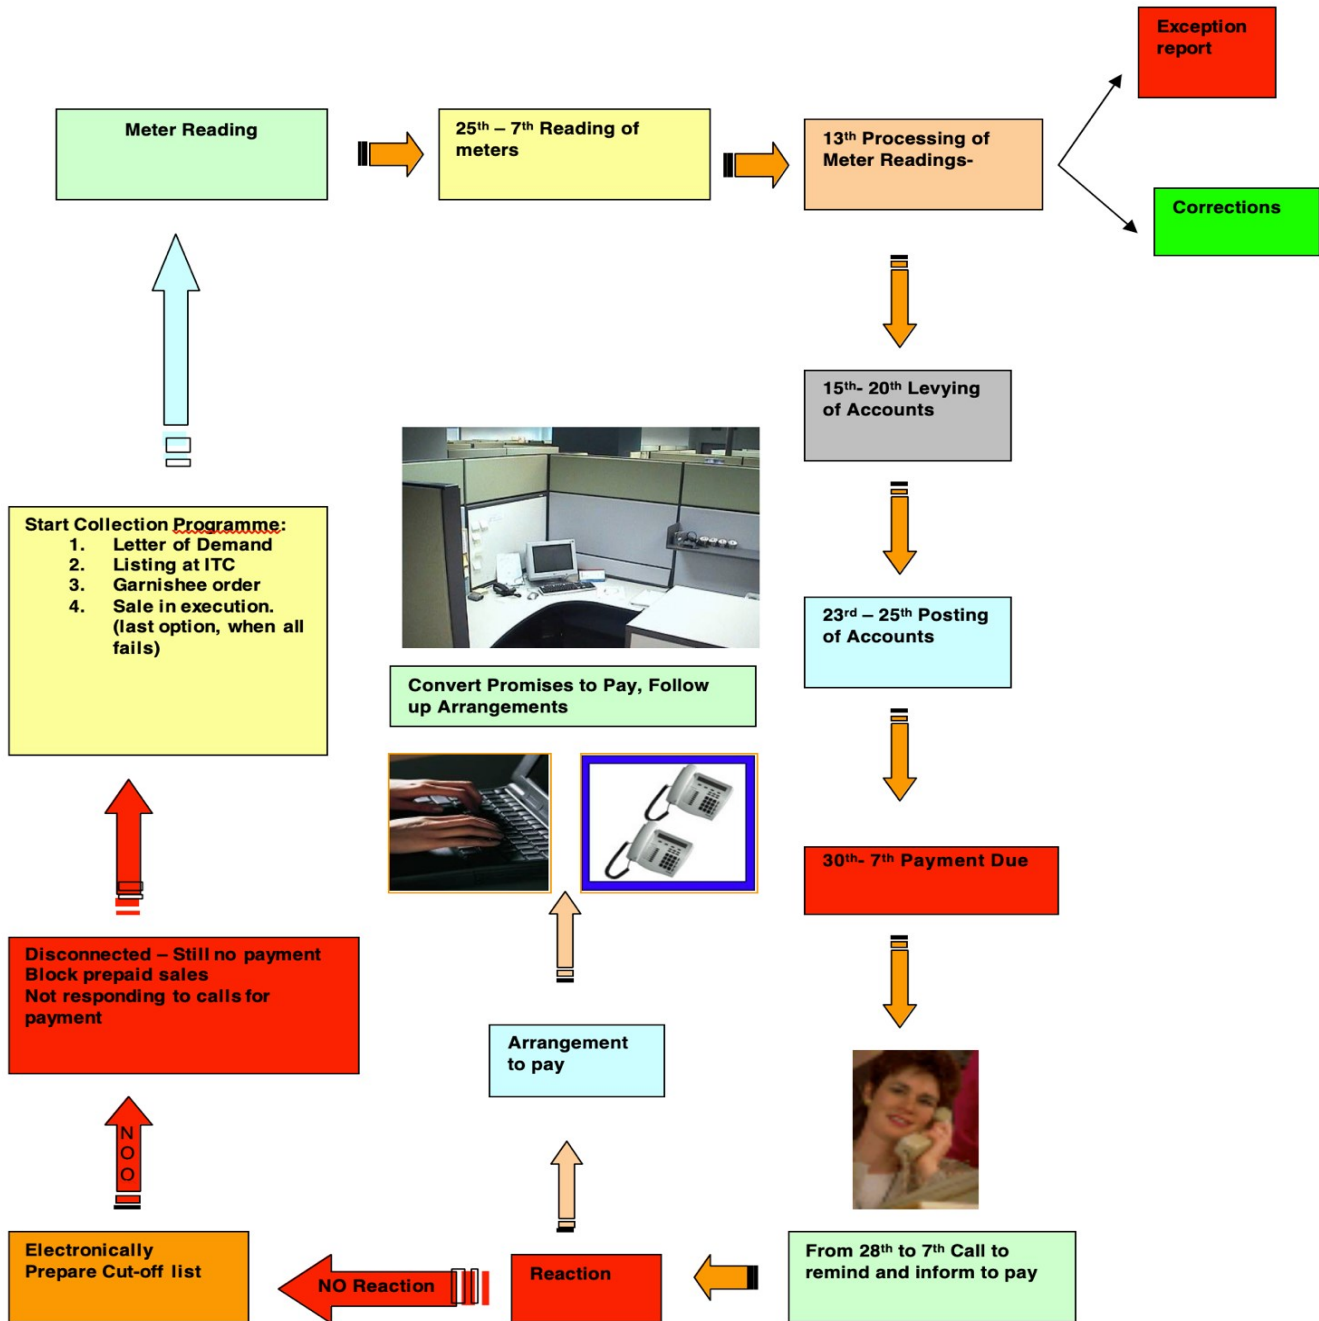 Exception
report
Meter Reading
25th – 7th Reading of
meters
13th Processing of
Meter Readings-
Corrections
15th- 20th Levying
of Accounts
Start Collection Programme:
1. Letter of Demand
2. Listing at ITC
3. Garnishee order
4. Sale in execution.
(last option, when all
fails)
23rd – 25th Posting
of Accounts
Convert Promises to Pay, Follow
up Arrangements
30th- 7th Payment Due
Disconnected – Still no payment
Block prepaid sales
Not responding to calls for
payment
Arrangement
to pay
N
O
O
Electronically
Prepare Cut-off list
NO Reaction
Reaction
From 28th to 7th Call to
remind and inform to pay